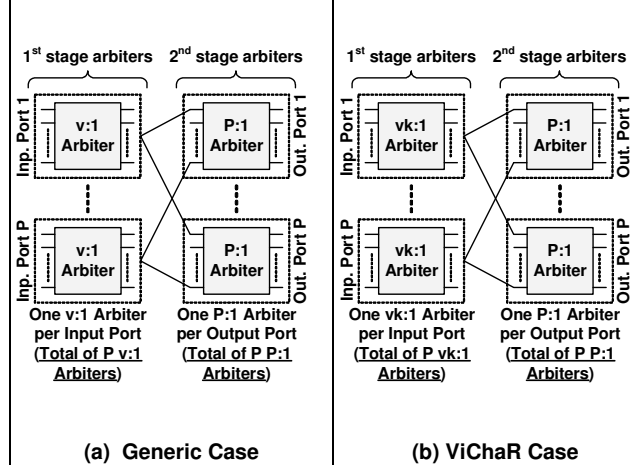 1st stage arbiters
2nd stage arbiters
Inp. Port 1
v:1
Arbiter
P:1
Arbiter
Out. Port 1
Inp. Port P
v:1
Arbiter
P:1
Arbiter
Out. Port P
One v:1 Arbiter
per Input Port
(Total of P v:1
Arbiters)
One P:1 Arbiter
per Output Port
(Total of P P:1
Arbiters)
(a) Generic Case
1st stage arbiters
2nd stage arbiters
Inp. Port 1
vk:1
Arbiter
P:1
Arbiter
Out. Port 1
Inp. Port P
vk:1
Arbiter
P:1
Arbiter
Out. Port P
One vk:1 Arbiter
per Input Port
(Total of P vk:1
Arbiters)
One P:1 Arbiter
per Output Port
(Total of P P:1
Arbiters)
(b) ViChaR Case